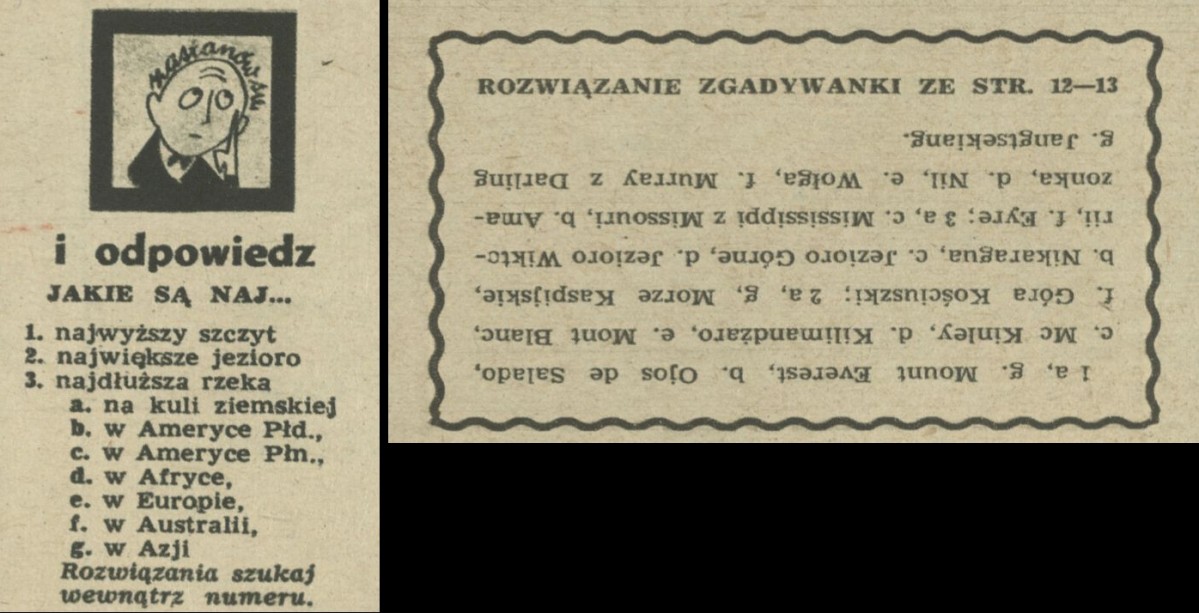 zastanów się
i odpowiedz
JAKIE SĄ NAJ...
1. najwyższy szczyt
2. największe jezioro
3. najdłuższa rzeka
a. na kuli ziemskiej
b. w Ameryce Płd.,
c. w Ameryce Płn.,
d. w Afryce,
e. w Europie,
f. w Australii,
g. w Azji
Rozwiązania szukaj
wewnątrz numeru.
ROZWIĄZANIE ZGADYWANKI ZE STR. 12—13
1 a, g. Mount Everest, b. Ojos de Salado,
c. Mc Kinley, d. Kilimandżaro, e. Mont Blanc,
f. Góra Kościuszki; 2 a, g, Morze Kaspijskie,
b. Nikaragua, c. Jezioro Górne, d. Jezioro Wikto-
rii, f. Eyre; 3 a, c. Mississippi z Missouri, b. Ama-
zonka, d. Nil, e. Wołga, f. Murray z Darling
g. Jangtsekiang.